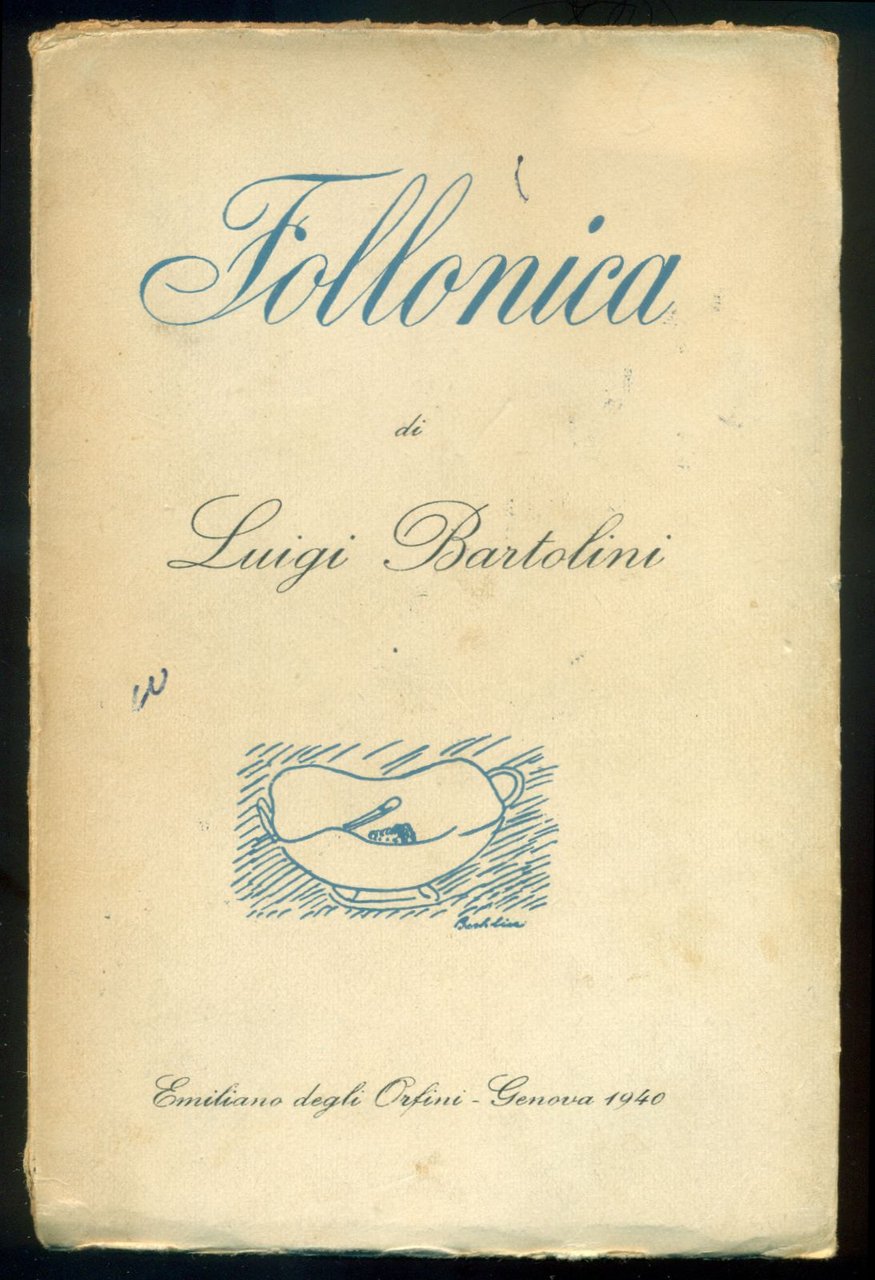 Follonica
di
Luigi Bartolini
Emiliano degli Orfini - Genova 1940